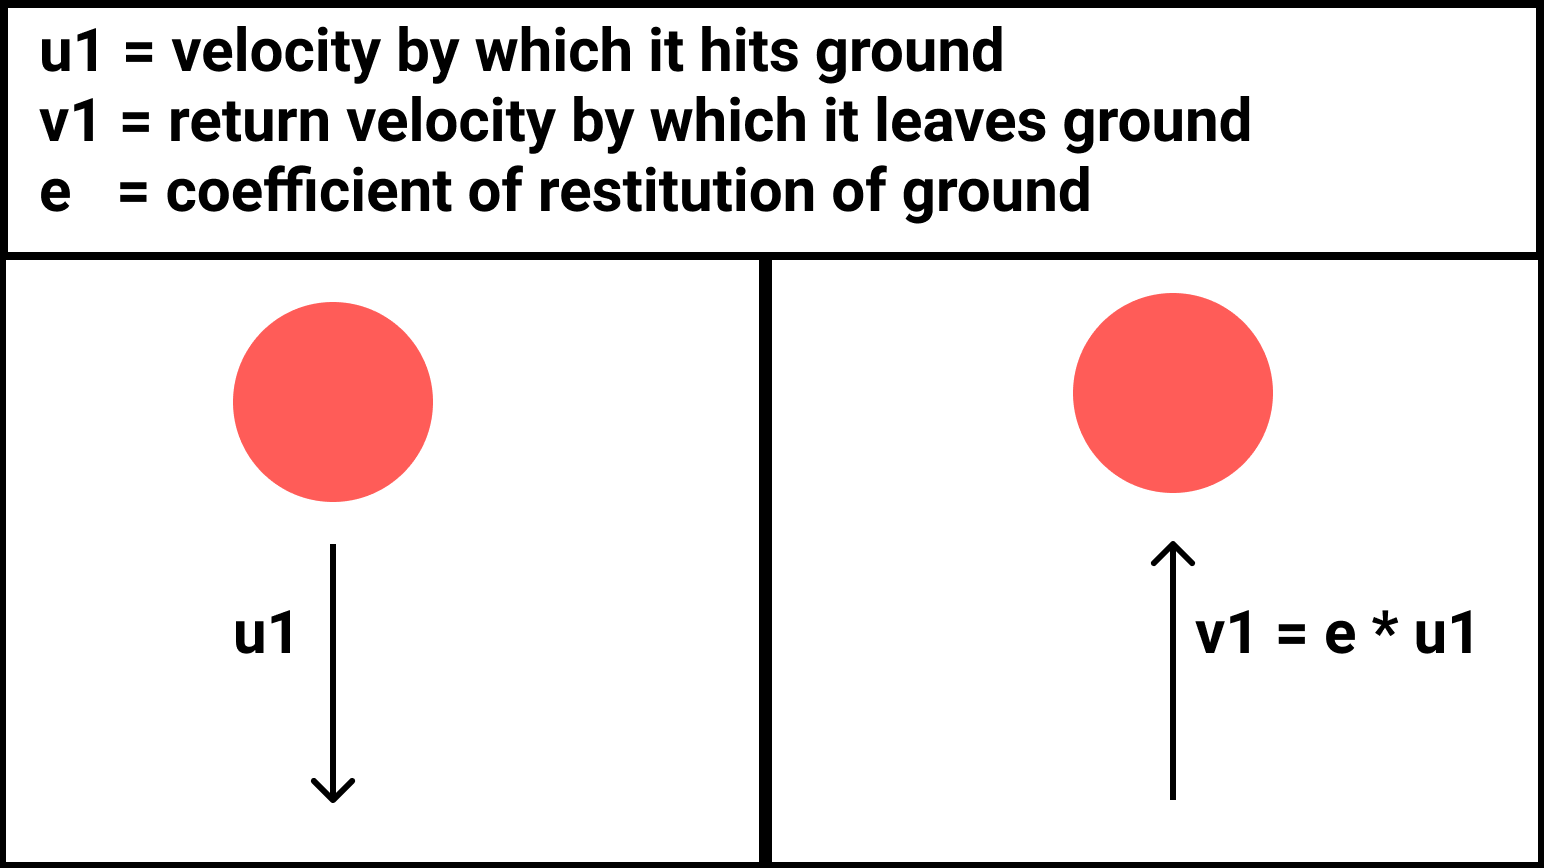 u1 = velocity by which it hits ground
v1 = return velocity by which it leaves ground
e = coefficient of restitution of ground
u1
v1 = e * u1